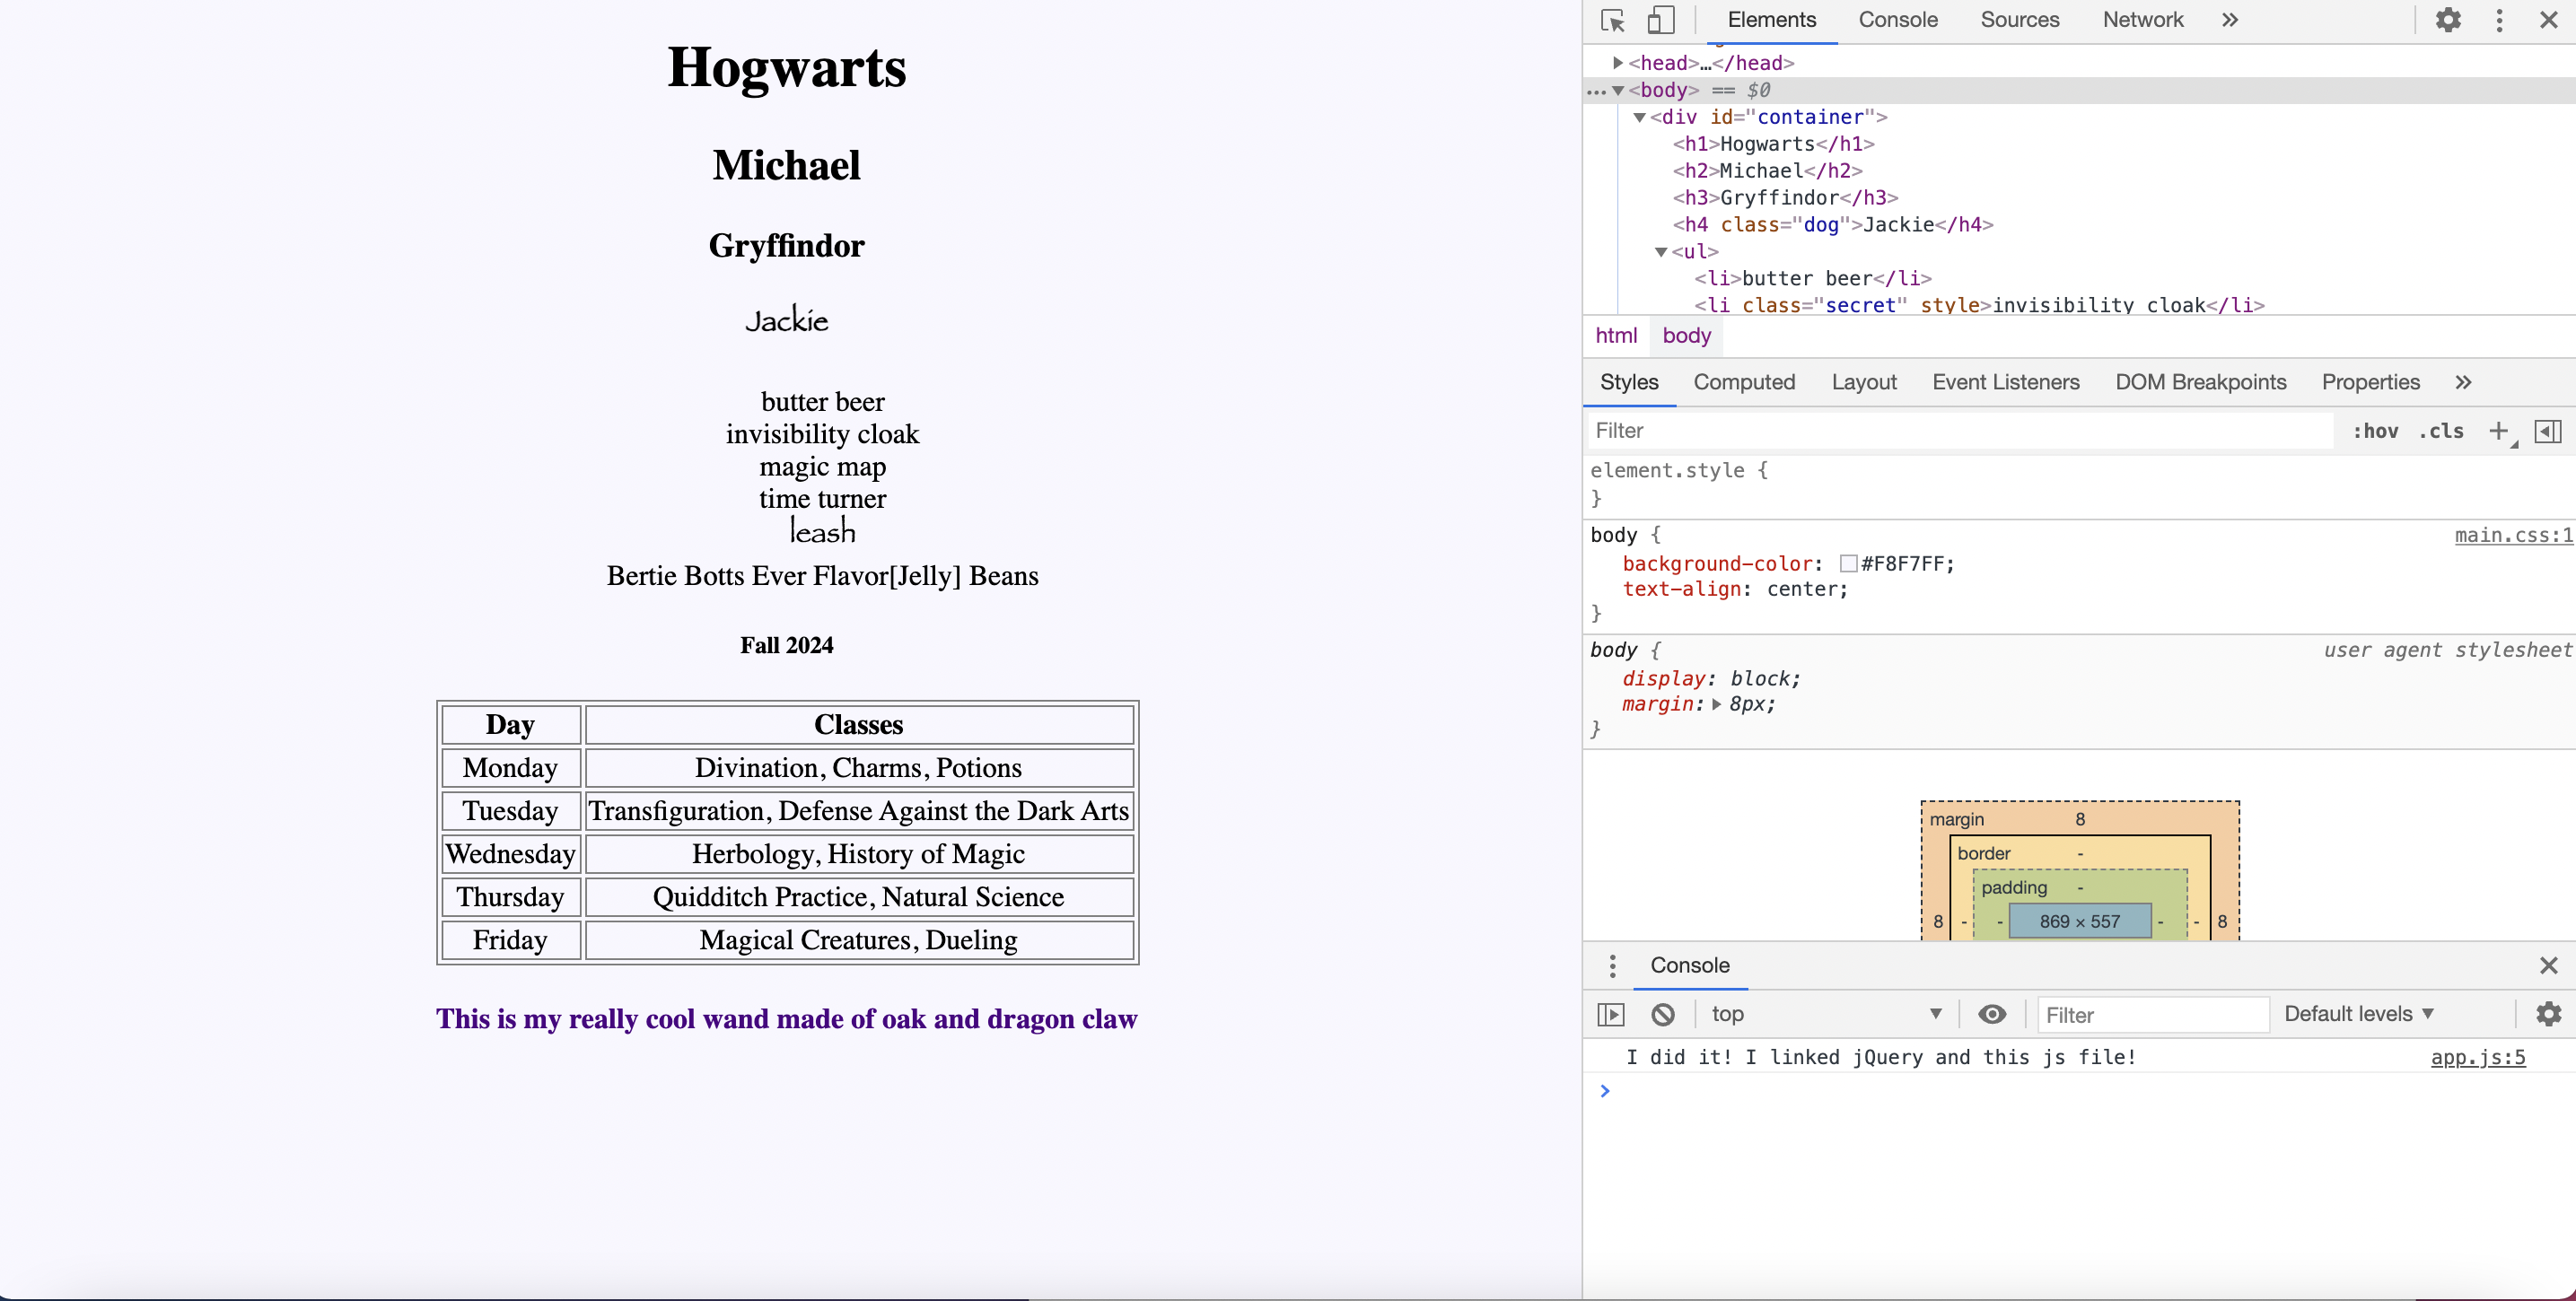 Hogwarts
Michael
Gryffindor
Jackie
butter beer
invisibility cloak
magic map
time turner
leash
Bertie Botts Ever Flavor[Jelly] Beans
Fall 2024
Day Classes
Monday Divination, Charms, Potions
Tuesday Transfiguration, Defense Against the Dark Arts
Wednesday Herbology, History of Magic
Thursday Quidditch Practice, Natural Science
Friday Magical Creatures, Dueling
This is my really cool wand made of oak and dragon claw
Elements Console Sources Network »
<head>…</head>
… <body> == $0
<div id="container">
<h1>Hogwarts</h1>
<h2>Michael</h2>
<h3>Gryffindor</h3>
<h4 class="dog">Jackie</h4>
<ul>
<li>butter beer</li>
<li class="secret" style>invisibility cloak</li>
html body
Styles Computed Layout Event Listeners DOM Breakpoints Properties »
Filter :hov .cls +
element.style {
}
body { main.css:1
background-color: #F8F7FF;
text-align: center;
}
body { user agent stylesheet
display: block;
margin: 8px;
}
margin 8
border -
padding -
8 - - 869 × 557 - - 8
Console
top Filter Default levels
I did it! I linked jQuery and this js file! app.js:5
>